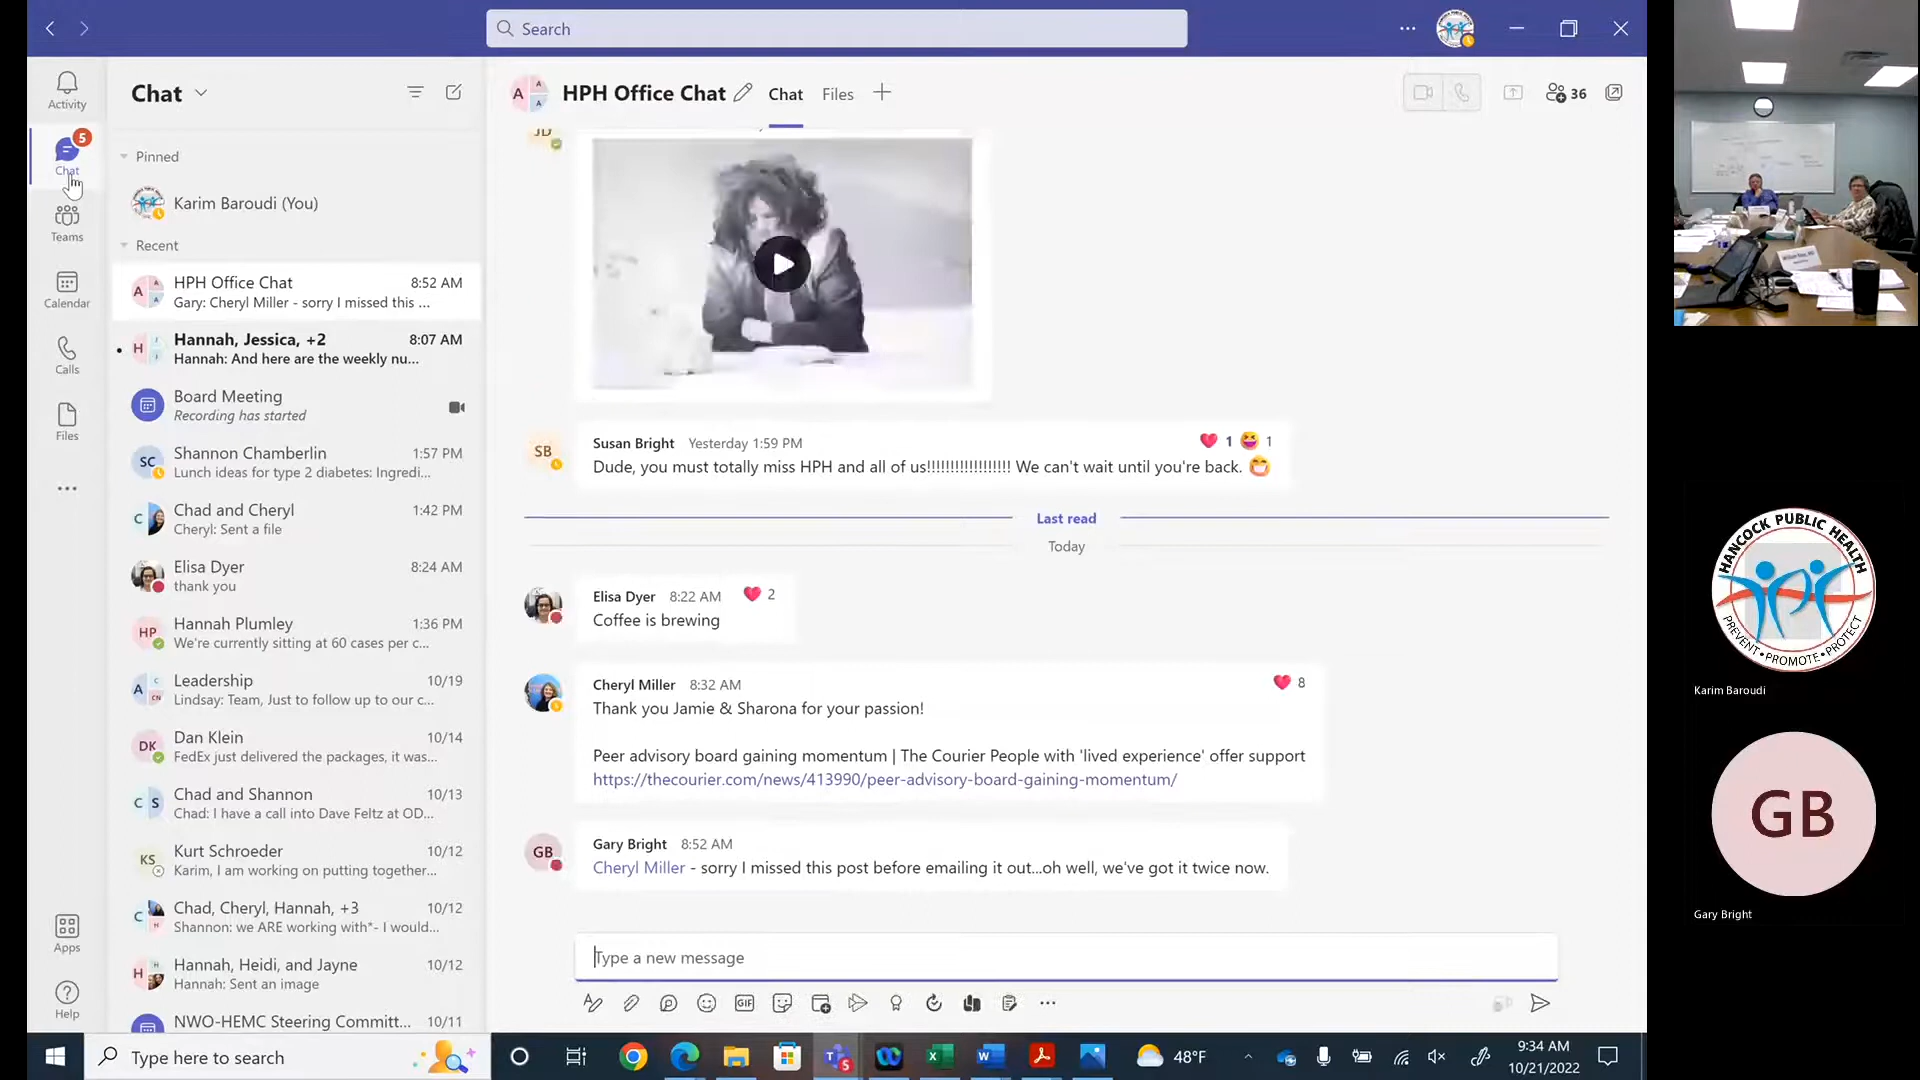 Search
Activity
5
Chat
Teams
Calendar
Calls
Files
Apps
Help
Chat
Pinned
Karim Baroudi (You)
Recent
HPH Office Chat 8:52 AM
Gary: Cheryl Miller - sorry I missed this ...
Hannah, Jessica, +2 8:07 AM
Hannah: And here are the weekly nu...
Board Meeting
Recording has started
SC Shannon Chamberlin 1:57 PM
Lunch ideas for type 2 diabetes: Ingredi...
Chad and Cheryl 1:42 PM
Cheryl: Sent a file
Elisa Dyer 8:24 AM
thank you
HP Hannah Plumley 1:36 PM
We're currently sitting at 60 cases per c...
Leadership 10/19
Lindsay: Team, Just to follow up to our c...
DK Dan Klein 10/14
FedEx just delivered the packages, it was...
Chad and Shannon 10/13
Chad: I have a call into Dave Feltz at OD...
KS Kurt Schroeder 10/12
Karim, I am working on putting together...
Chad, Cheryl, Hannah, +3 10/12
Shannon: we ARE working with*- I would...
Hannah, Heidi, and Jayne 10/12
Hannah: Sent an image
NWO-HEMC Steering Committ... 10/11
HPH Office Chat Chat Files 36
JD
SB Susan Bright Yesterday 1:59 PM 1 1
Dude, you must totally miss HPH and all of us!!!!!!!!!!!!!!!!!! We can't wait until you're back.
Last read
Today
Elisa Dyer 8:22 AM 2
Coffee is brewing
Cheryl Miller 8:32 AM 8
Thank you Jamie & Sharona for your passion!
Peer advisory board gaining momentum | The Courier People with 'lived experience' offer support
https://thecourier.com/news/413990/peer-advisory-board-gaining-momentum/
GB Gary Bright 8:52 AM
Cheryl Miller - sorry I missed this post before emailing it out...oh well, we've got it twice now.
Type a new message
GIF
Type here to search
48°F
9:34 AM
10/21/2022
HANCOCK PUBLIC HEALTH
PREVENT • PROMOTE • PROTECT
Karim Baroudi
GB
Gary Bright